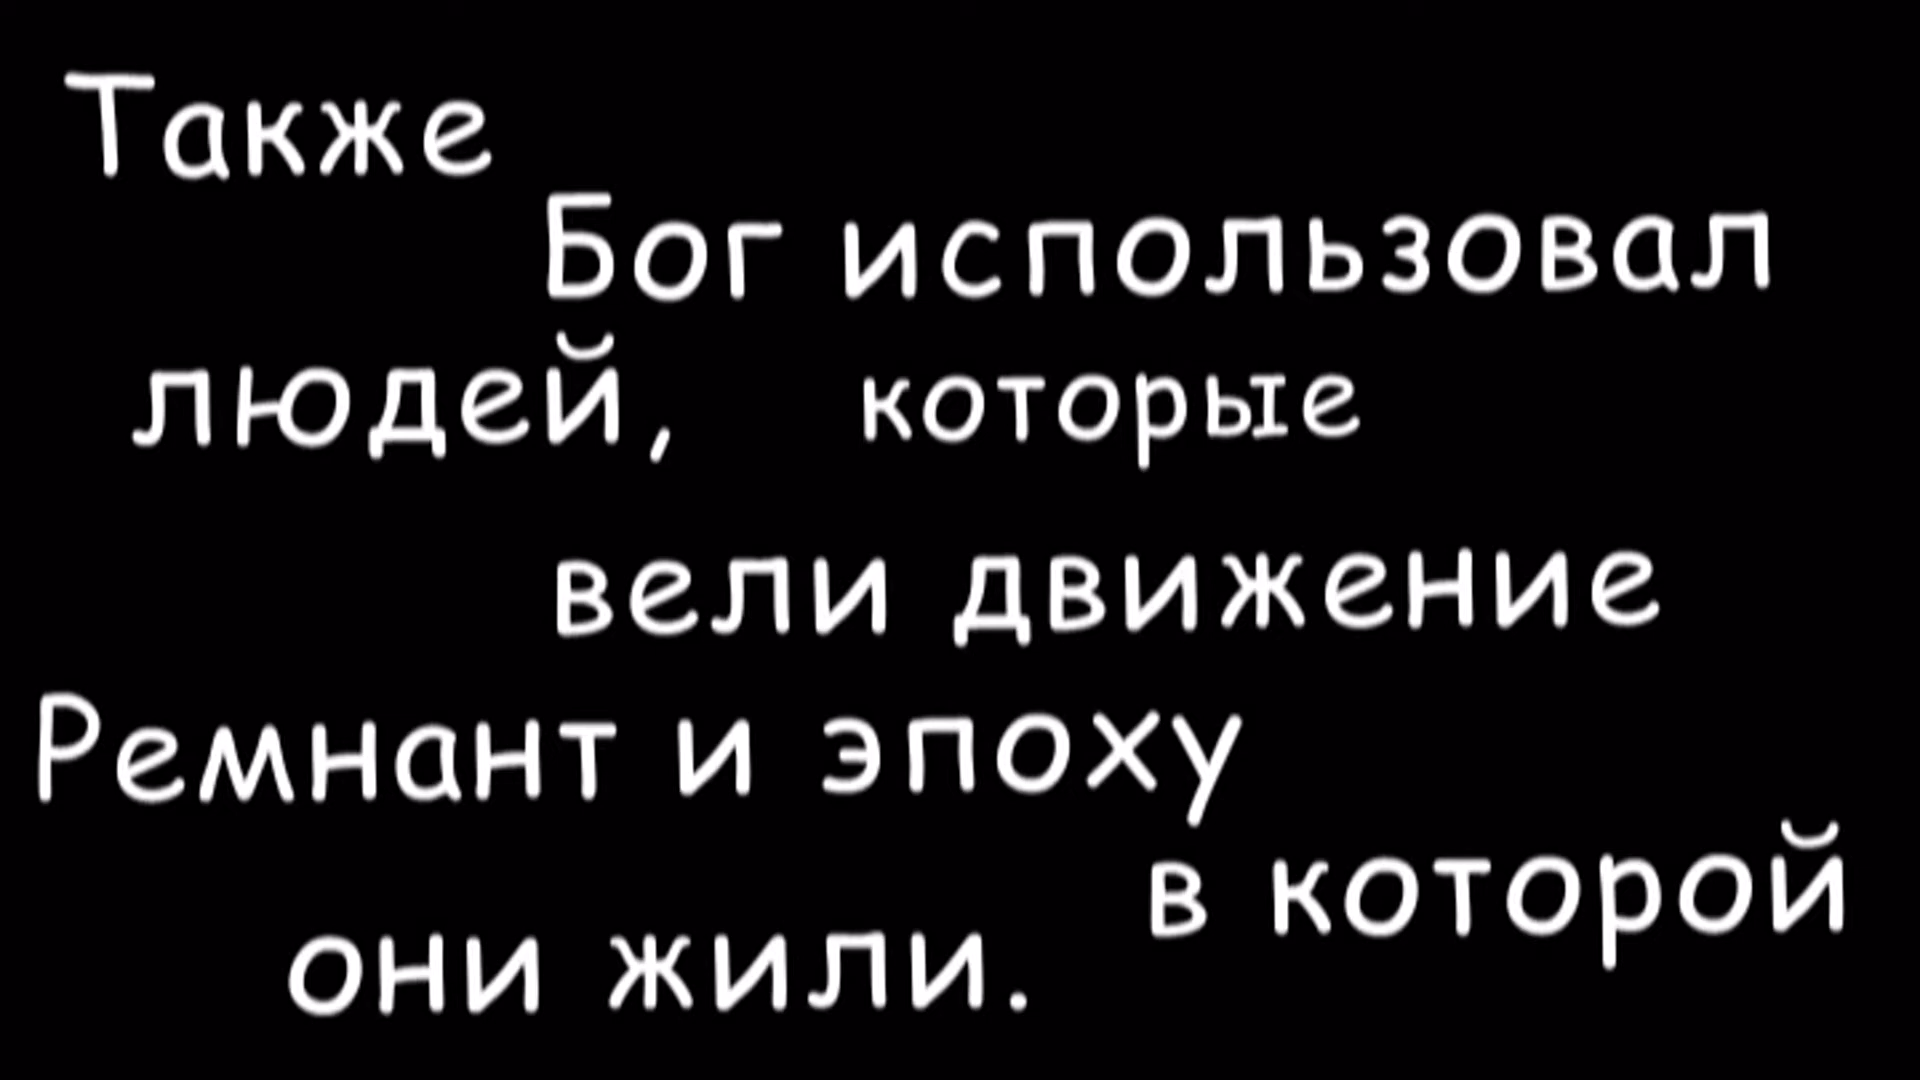 Также
Бог использовал
людей, которые
вели движение
Ремнант и эпоху
в которой
они жили.